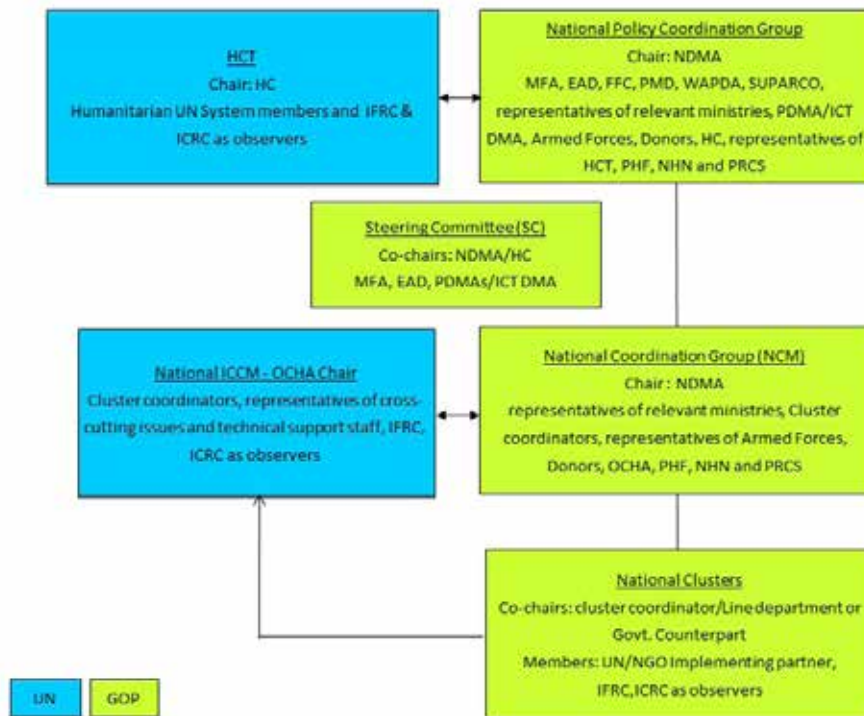 HCT
Chair: HC
Humanitarian UN System members and IFRC &
ICRC as observers
National Policy Coordination Group
Chair: NDMA
MFA, EAD, FFC, PMD, WAPDA, SUPARCO,
representatives of relevant ministries, PDMA/ICT
DMA, Armed Forces, Donors, HC, representatives of
HCT, PHF, NHN and PRCS
Steering Committee (SC)
Co-chairs: NDMA/HC
MFA, EAD, PDMAs/ICT DMA
National ICCM - OCHA Chair
Cluster coordinators, representatives of cross-
cutting issues and technical support staff, IFRC,
ICRC as observers
National Coordination Group (NCM)
Chair : NDMA
representatives of relevant ministries, Cluster
coordinators, representatives of Armed Forces,
Donors, OCHA, PHF, NHN and PRCS
National Clusters
Co-chairs: cluster coordinator/Line department or
Govt. Counterpart
Members: UN/NGO Implementing partner,
IFRC,ICRC as observers
UN
GOP